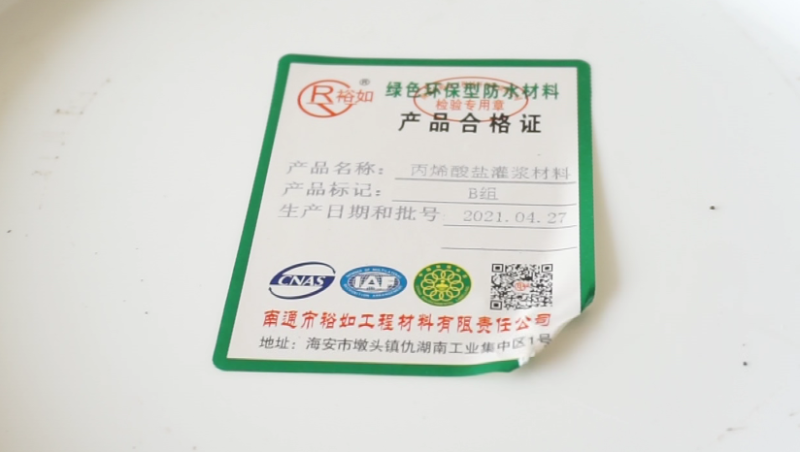 R 裕如 ®
绿色环保型防水材料
检验专用章
产品合格证
产品名称: 丙烯酸盐灌浆材料
产品标记: B组
生产日期和批号 2021.04.27
CNAS IAF
南通市裕如工程材料有限责任公司
地址: 海安市墩头镇仇湖南工业集中区1号